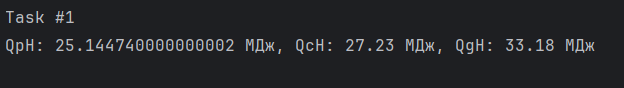 Task #1
QpH: 25.144740000000002 МДж, QcH: 27.23 МДж, QgH: 33.18 МДж